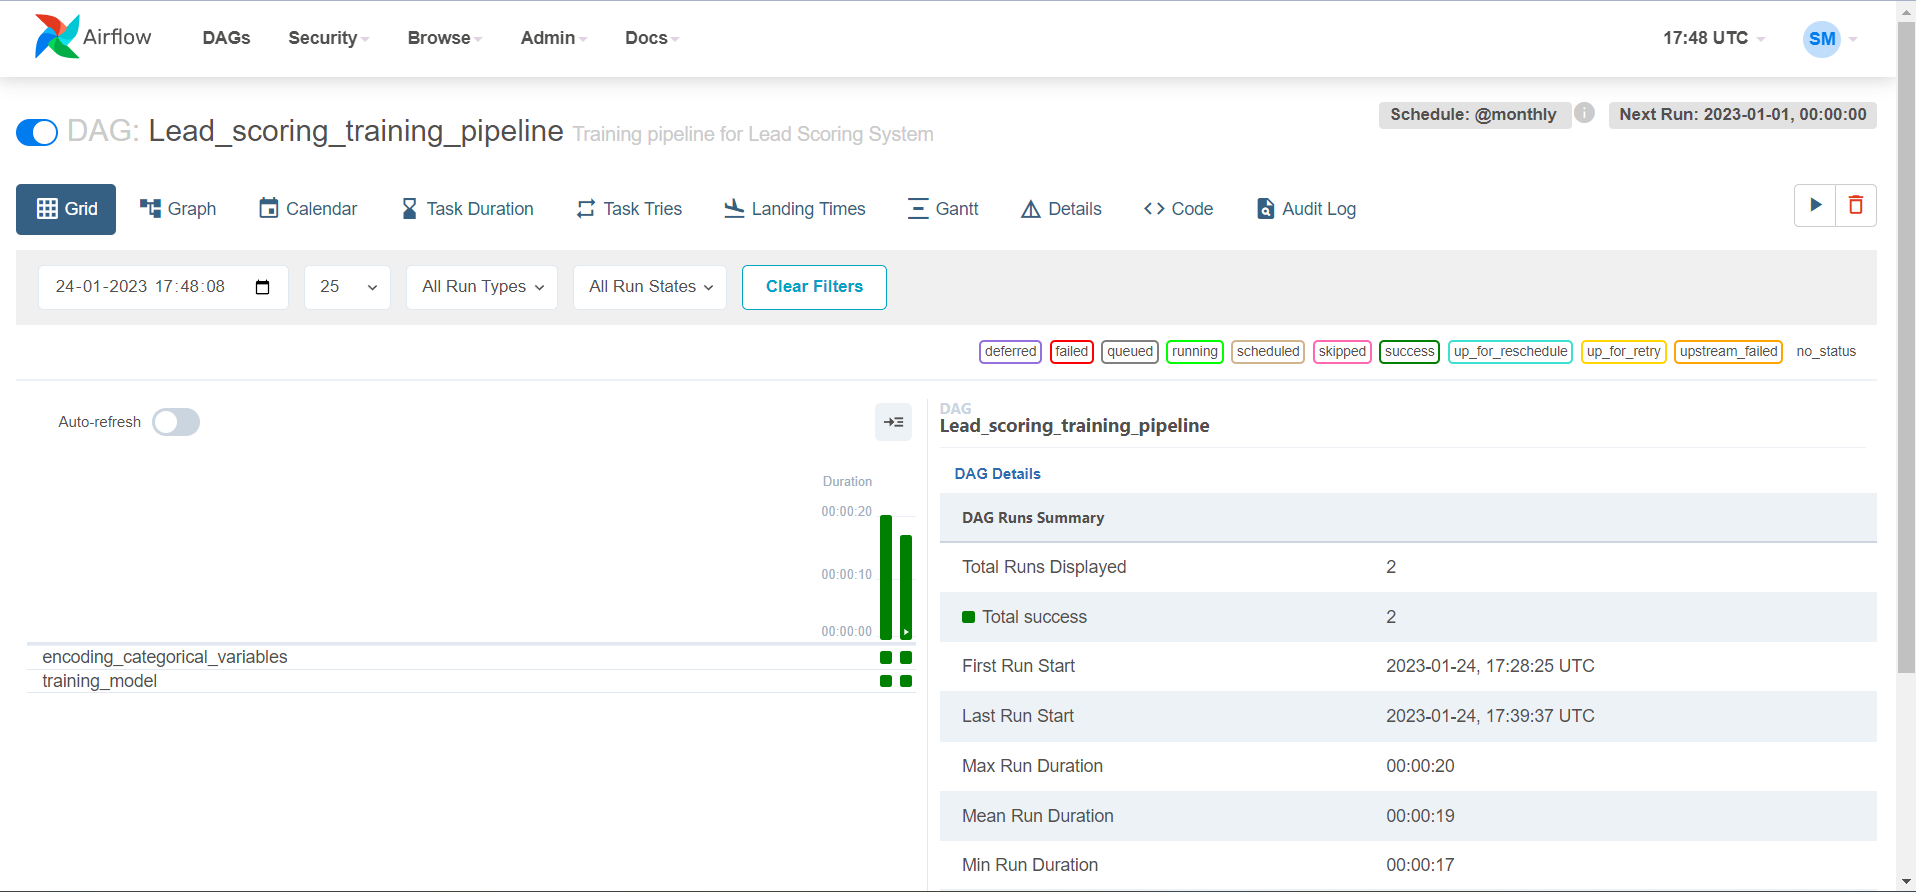 Airflow DAGs Security Browse Admin Docs 17:48 UTC SM
DAG: Lead_scoring_training_pipeline Training pipeline for Lead Scoring System Schedule: @monthly i Next Run: 2023-01-01, 00:00:00
Grid Graph Calendar Task Duration Task Tries Landing Times Gantt Details Code Audit Log
24-01-2023 17:48:08 25 All Run Types All Run States Clear Filters
deferred failed queued running scheduled skipped success up_for_reschedule up_for_retry upstream_failed no_status
Auto-refresh
Duration
00:00:20
00:00:10
00:00:00
encoding_categorical_variables
training_model
DAG
Lead_scoring_training_pipeline
DAG Details
DAG Runs Summary
Total Runs Displayed 2
Total success 2
First Run Start 2023-01-24, 17:28:25 UTC
Last Run Start 2023-01-24, 17:39:37 UTC
Max Run Duration 00:00:20
Mean Run Duration 00:00:19
Min Run Duration 00:00:17